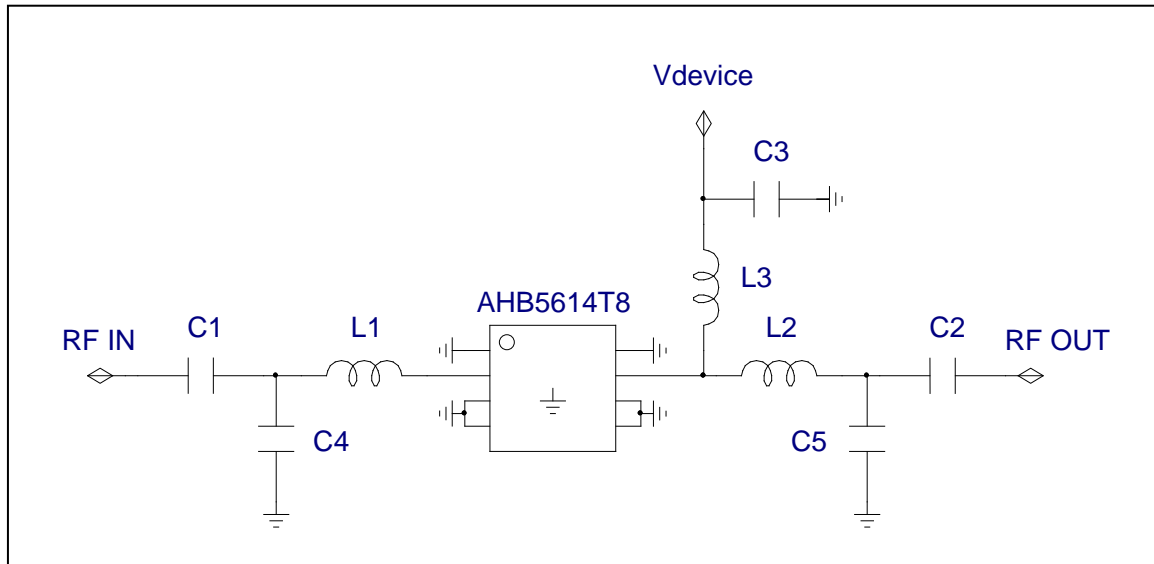 Vdevice
C3
L3
AHB5614T8
RF IN
C1
L1
L2
C2
RF OUT
C4
C5